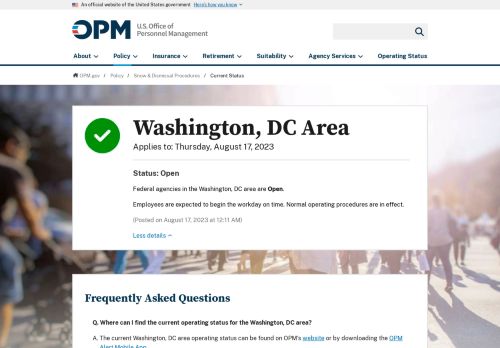 An official website of the United States government Here's how you know
OPM U.S. Office of
Personnel Management
About Policy Insurance Retirement Suitability Agency Services Operating Status
OPM.gov / Policy / Snow & Dismissal Procedures / Current Status
Washington, DC Area
Applies to: Thursday, August 17, 2023
Status: Open
Federal agencies in the Washington, DC area are Open.
Employees are expected to begin the workday on time. Normal operating procedures are in effect.
(Posted on August 17, 2023 at 12:11 AM)
Less details
Frequently Asked Questions
Q. Where can I find the current operating status for the Washington, DC area?
A. The current Washington, DC area operating status can be found on OPM's website or by downloading the OPM
Alert Mobile App